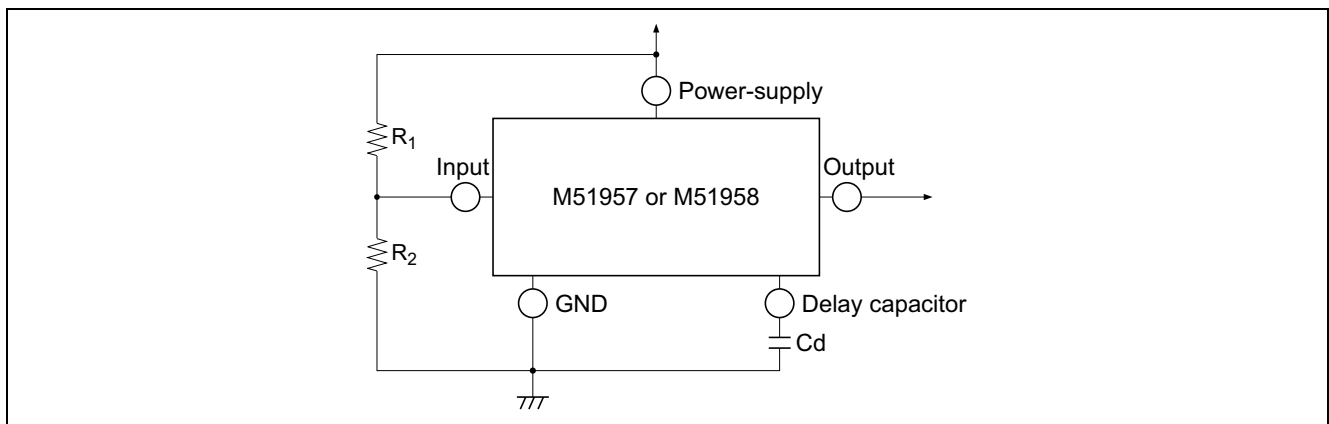 Power-supply
R1
Input
Output
M51957 or M51958
R2
GND
Delay capacitor
Cd